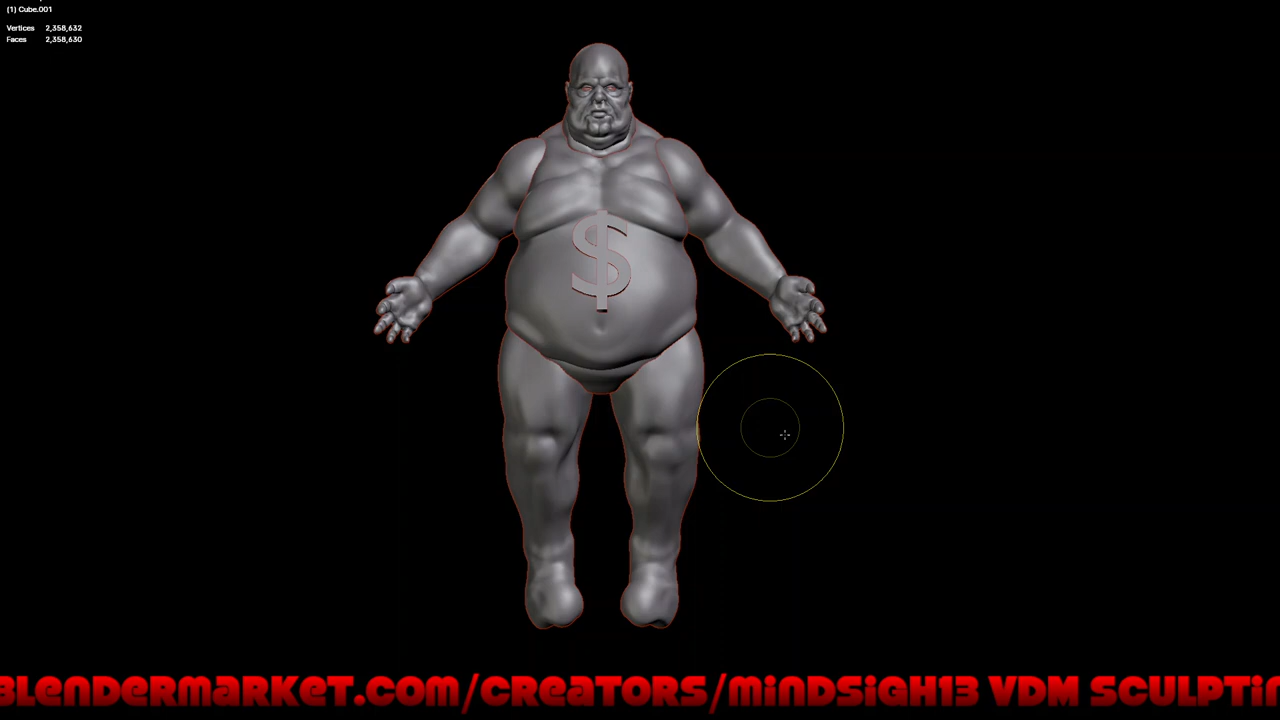 (1) Cube.001
Vertices 2,358,632
Faces 2,358,630
$
BLENDERMARKET.COM/CREATORS/MINDSIGH13 VDM SCULPTIN